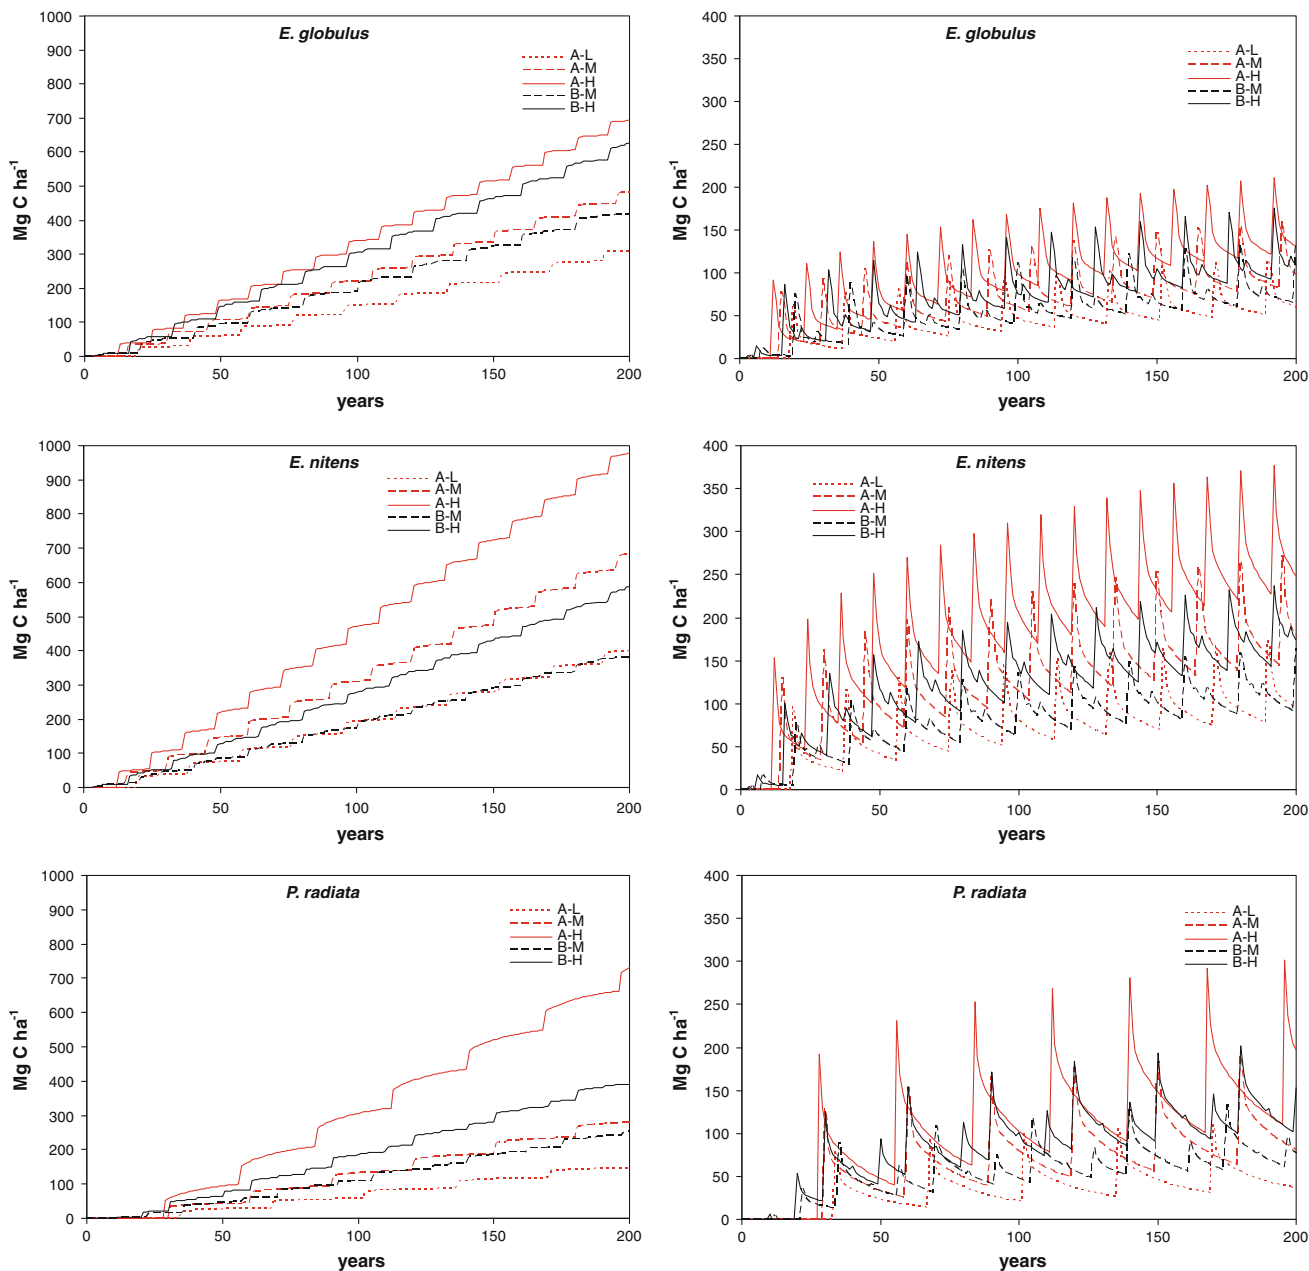 E. globulus
A-L
A-M
A-H
B-M
B-H
Mg C ha-1
1000
900
800
700
600
500
400
300
200
100
0
0 50 100 150 200
years
E. globulus
A-L
A-M
A-H
B-M
B-H
Mg C ha-1
400
350
300
250
200
150
100
50
0
0 50 100 150 200
years
E. nitens
A-L
A-M
A-H
B-M
B-H
Mg C ha-1
1000
900
800
700
600
500
400
300
200
100
0
0 50 100 150 200
years
E. nitens
A-L
A-M
A-H
B-M
B-H
Mg C ha-1
400
350
300
250
200
150
100
50
0
0 50 100 150 200
years
P. radiata
A-L
A-M
A-H
B-M
B-H
Mg C ha-1
1000
900
800
700
600
500
400
300
200
100
0
0 50 100 150 200
years
P. radiata
A-L
A-M
A-H
B-M
B-H
Mg C ha-1
400
350
300
250
200
150
100
50
0
0 50 100 150 200
years